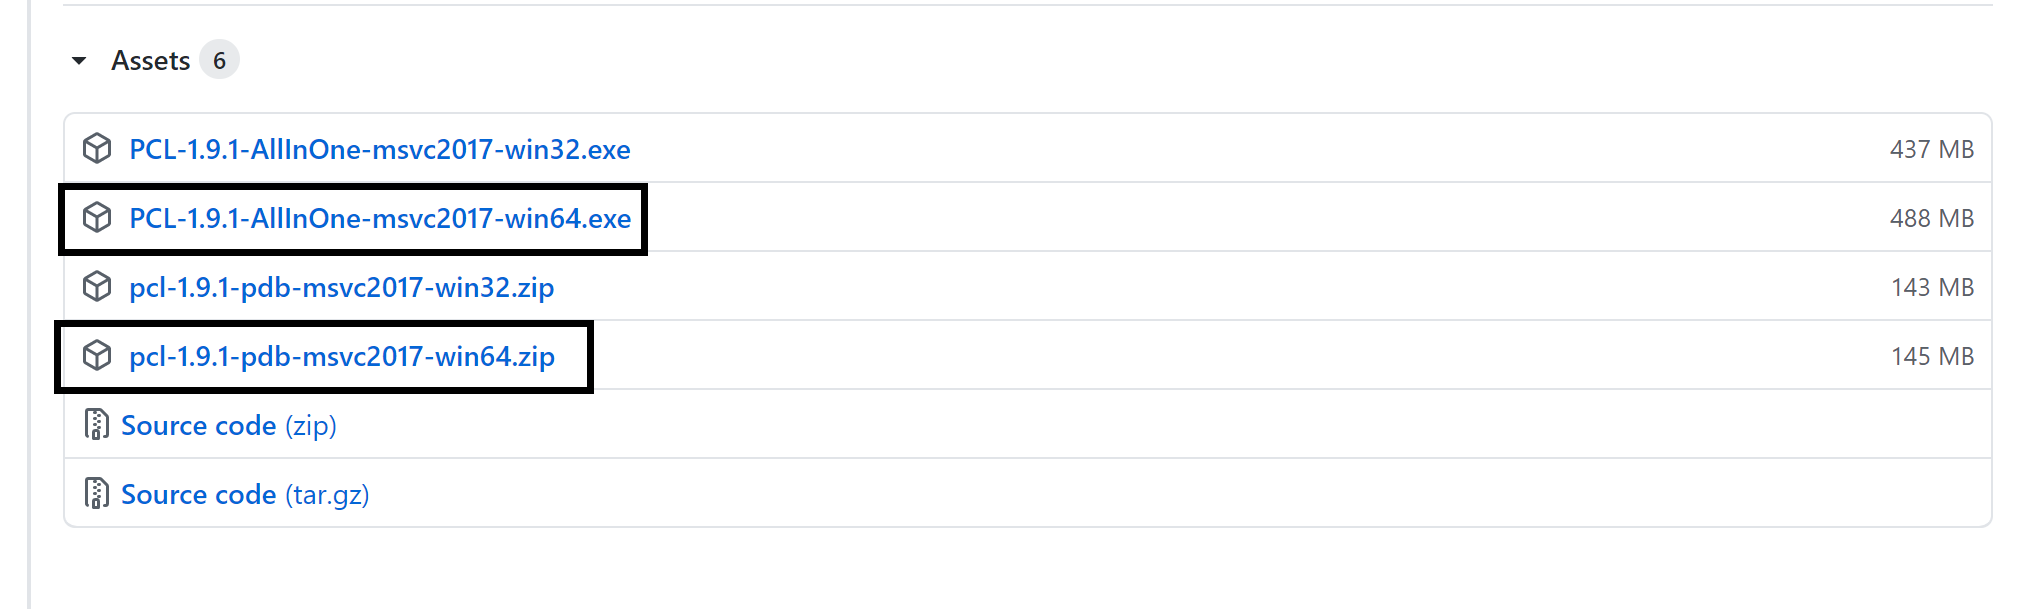 Assets 6
PCL-1.9.1-AllInOne-msvc2017-win32.exe 437 MB
PCL-1.9.1-AllInOne-msvc2017-win64.exe 488 MB
pcl-1.9.1-pdb-msvc2017-win32.zip 143 MB
pcl-1.9.1-pdb-msvc2017-win64.zip 145 MB
Source code (zip)
Source code (tar.gz)